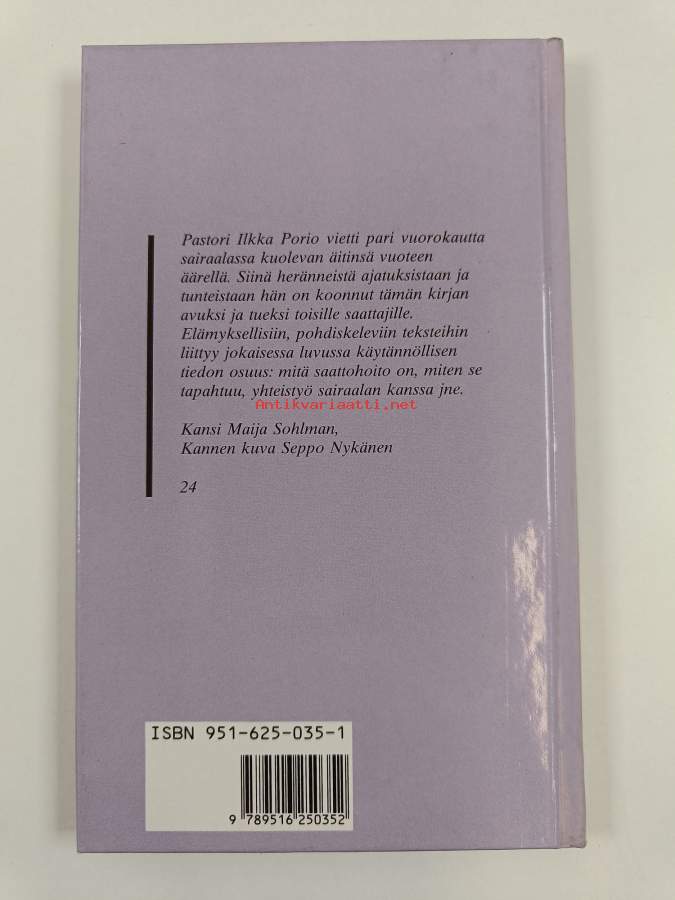 Pastori Ilkka Porio vietti pari vuorokautta
sairaalassa kuolevan äitinsä vuoteen
äärellä. Siinä heränneistä ajatuksistaan ja
tunteistaan hän on koonnut tämän kirjan
avuksi ja tueksi toisille saattajille.
Elämyksellisiin, pohdiskeleviin teksteihin
liittyy jokaisessa luvussa käytännöllisen
tiedon osuus: mitä saattohoito on, miten se
tapahtuu, yhteistyö sairaalan kanssa jne.
Antikvariaatti.net
Kansi Maija Sohlman,
Kannen kuva Seppo Nykänen
24
ISBN 951-625-035-1
9 789516 250352